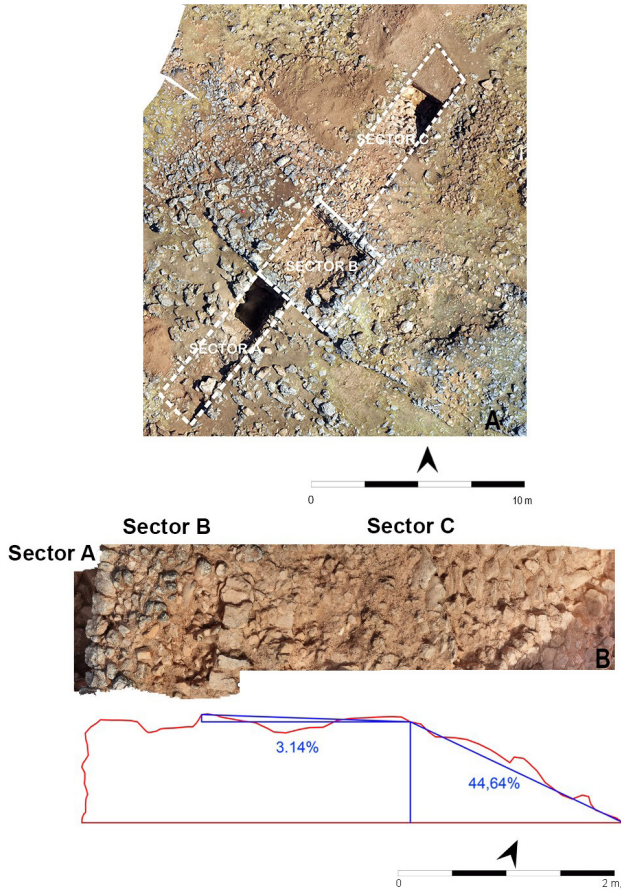 SECTOR C
SECTOR B
SECTOR A
A
0 10 m
Sector B Sector C
Sector A
B
3.14%
44,64%
0 2 m